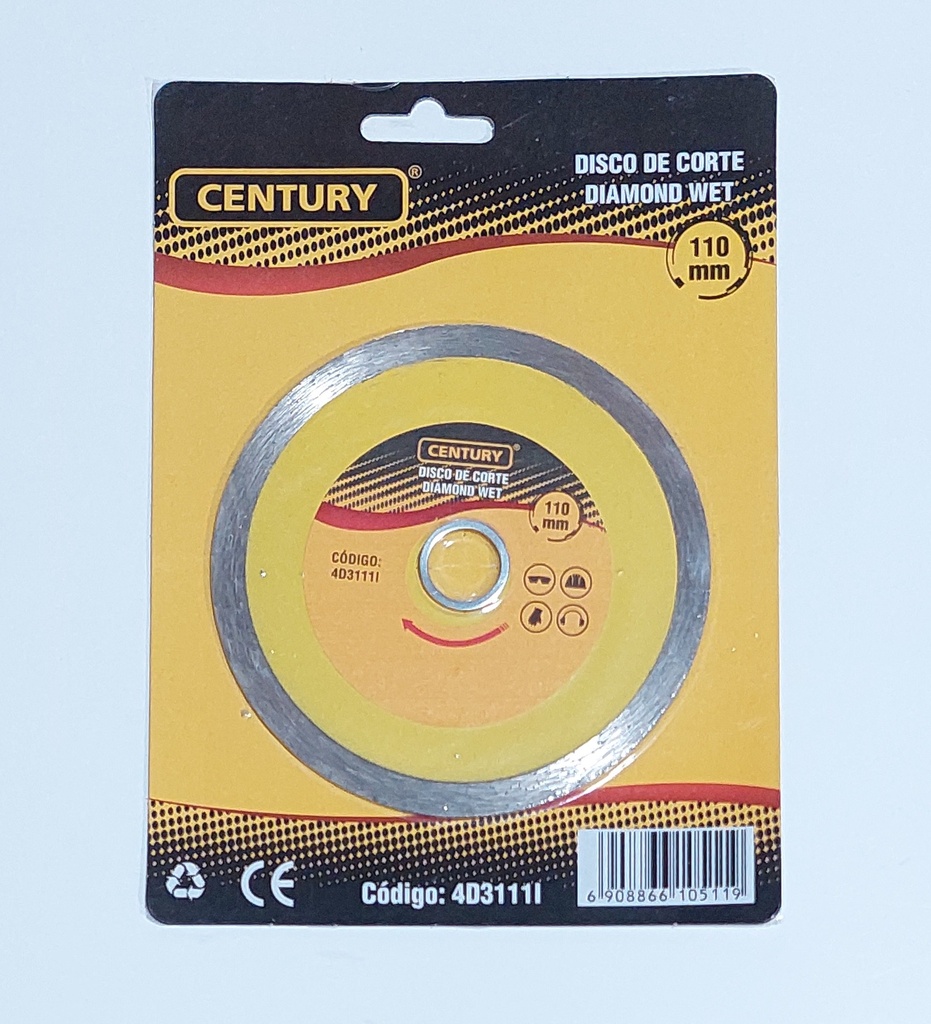 CENTURY®
DISCO DE CORTE
DIAMOND WET
110
mm
CENTURY®
DISCO DE CORTE
DIAMOND WET
110
mm
CÓDIGO:
4D3111I
CE
Código: 4D3111I
6 908866 105119